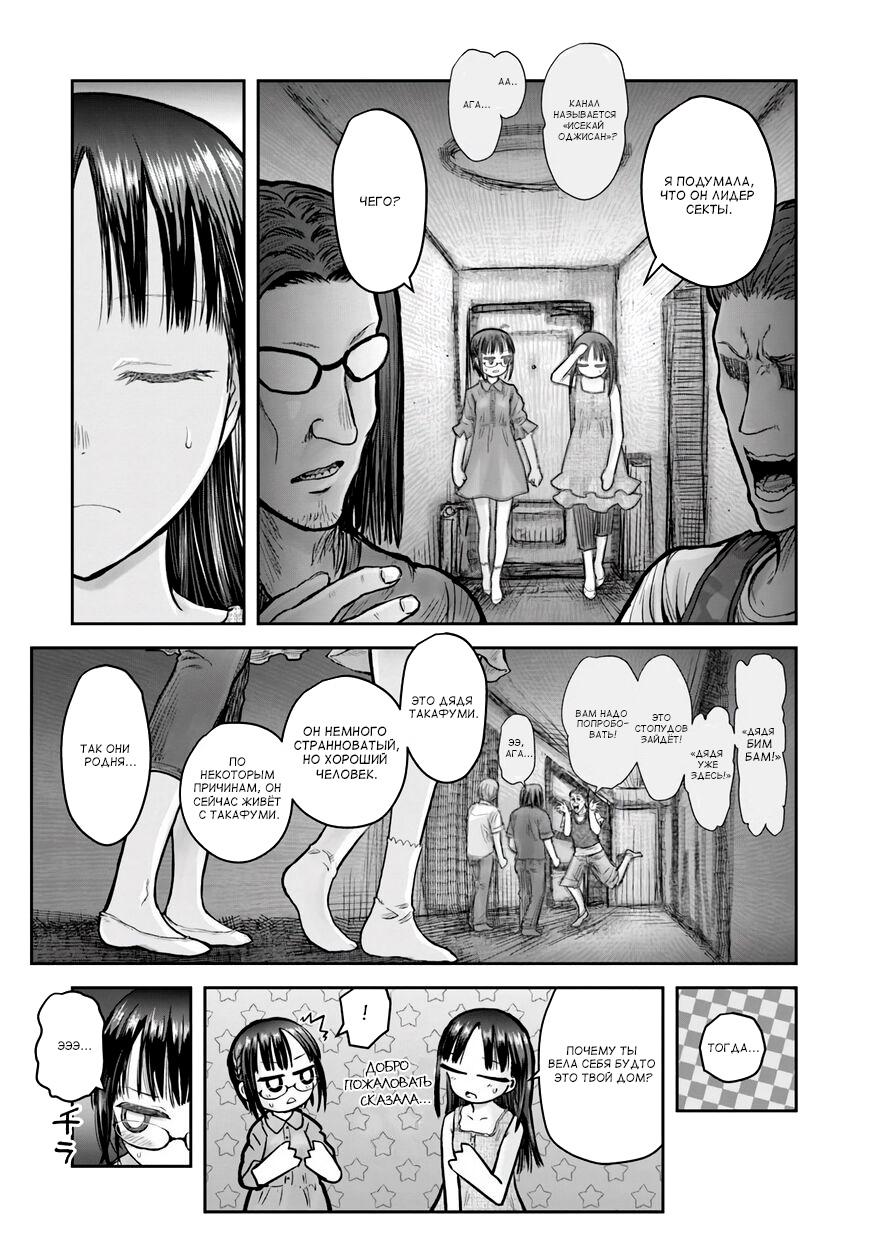 Я ПОДУМАЛА,
ЧТО ОН ЛИДЕР
СЕКТЫ.
КАНАЛ
НАЗЫВАЕТСЯ
«ИСЕКАЙ
ОДЖИСАН»?
АА..
АГА...
ЧЕГО?
«ДЯДЯ
БИМ
БАМ!»
«ДЯДЯ
УЖЕ
ЗДЕСЬ!»
ЭТО
СТОПУДОВ
ЗАЙДЁТ!
ВАМ НАДО
ПОПРОБО-
ВАТЬ!
ЭЭ,
АГА...
ЭТО ДЯДЯ
ТАКАФУМИ.
ОН НЕМНОГО
СТРАННОВАТЫЙ,
НО ХОРОШИЙ
ЧЕЛОВЕК.
ПО
НЕКОТОРЫМ
ПРИЧИНАМ, ОН
СЕЙЧАС ЖИВЁТ
С ТАКАФУМИ.
ТАК ОНИ
РОДНЯ...
ТОГДА...
ПОЧЕМУ ТЫ
ВЕЛА СЕБЯ БУДТО
ЭТО ТВОЙ ДОМ?
!
ДОБРО
ПОЖАЛОВАТЬ
СКАЗАЛА...
ЭЭЭ...
チラ